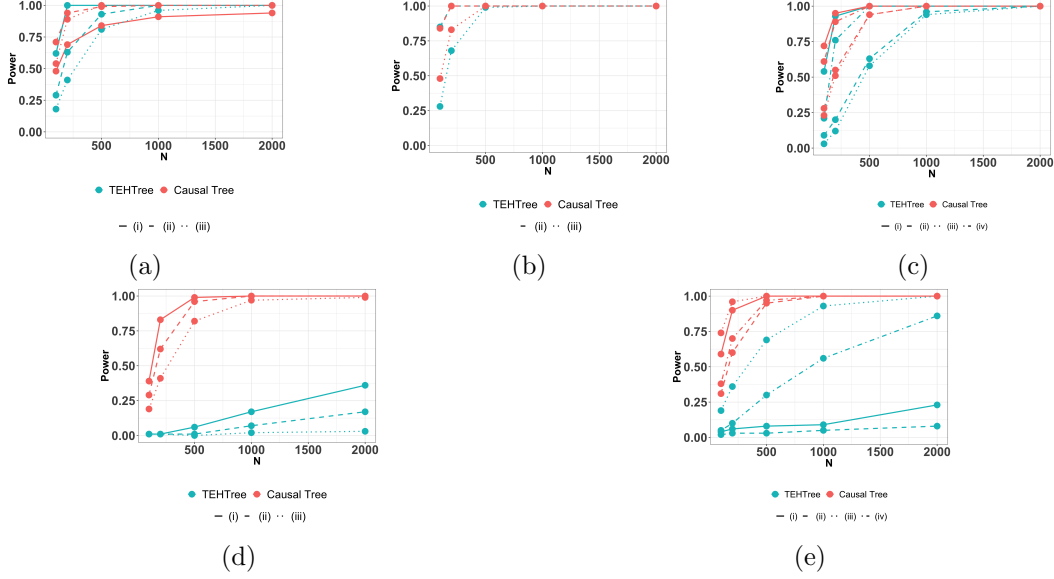 1.00
0.75
0.50
0.25
0.00
Power
500 1000 1500 2000
N
TEHTree Causal Tree
(i) (ii) (iii)
(a)
1.00
0.75
0.50
0.25
0.00
Power
500 1000 1500 2000
N
TEHTree Causal Tree
(ii) (iii)
(b)
1.00
0.75
0.50
0.25
0.00
Power
500 1000 1500 2000
N
TEHTree Causal Tree
(i) (ii) (iii) (iv)
(c)
1.00
0.75
0.50
0.25
0.00
Power
500 1000 1500 2000
N
TEHTree Causal Tree
(i) (ii) (iii)
(d)
1.00
0.75
0.50
0.25
0.00
Power
500 1000 1500 2000
N
TEHTree Causal Tree
(i) (ii) (iii) (iv)
(e)